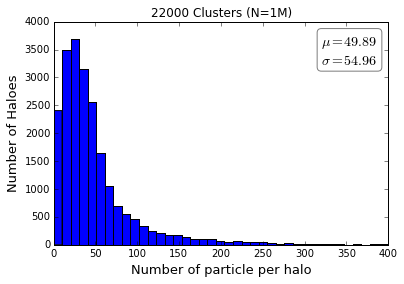 22000 Clusters (N=1M)
4000
3500
3000
2500
2000
1500
1000
500
0
Number of Haloes
μ=49.89
σ=54.96
0 50 100 150 200 250 300 350 400
Number of particle per halo